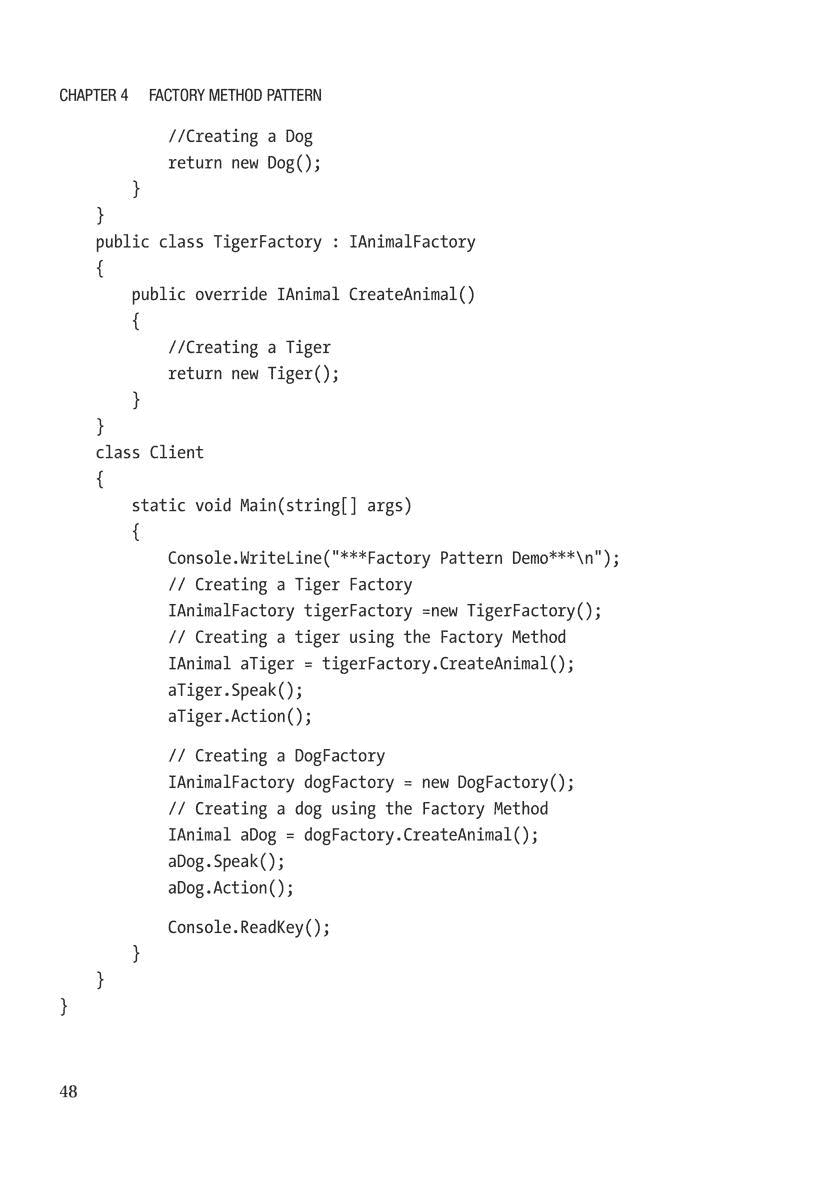 CHAPTER 4 FACTORY METHOD PATTERN
//Creating a Dog
return new Dog();
}
}
public class TigerFactory : IAnimalFactory
{
public override IAnimal CreateAnimal()
{
//Creating a Tiger
return new Tiger();
}
}
class Client
{
static void Main(string[] args)
{
Console.WriteLine("***Factory Pattern Demo***\n");
// Creating a Tiger Factory
IAnimalFactory tigerFactory =new TigerFactory();
// Creating a tiger using the Factory Method
IAnimal aTiger = tigerFactory.CreateAnimal();
aTiger.Speak();
aTiger.Action();
// Creating a DogFactory
IAnimalFactory dogFactory = new DogFactory();
// Creating a dog using the Factory Method
IAnimal aDog = dogFactory.CreateAnimal();
aDog.Speak();
aDog.Action();
Console.ReadKey();
}
}
}
48